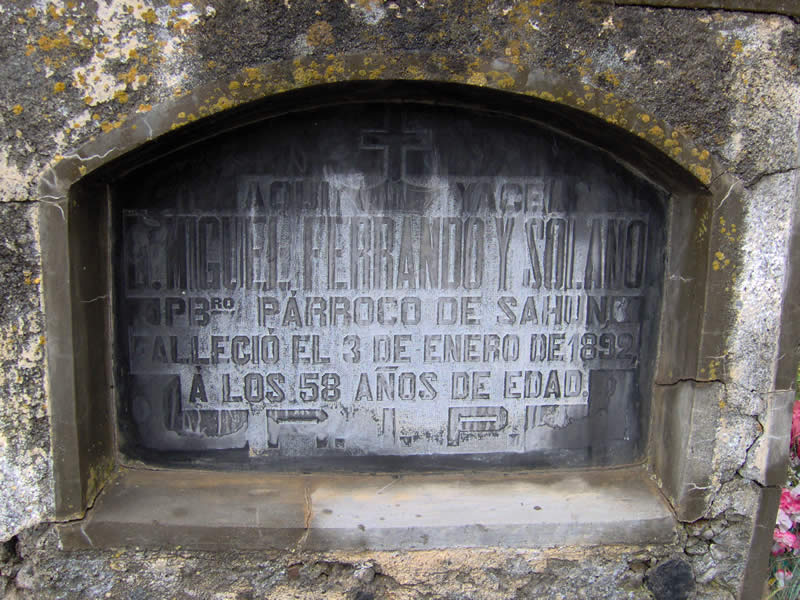 AQUI YACE
D. MIGUEL FERRANDO Y SOLANO
PBRO PÁRROCO DE SAHUNC
FALLECIÓ EL 3 DE ENERO DE 1892,
Á LOS 58 AÑOS DE EDAD.
R. I. P.